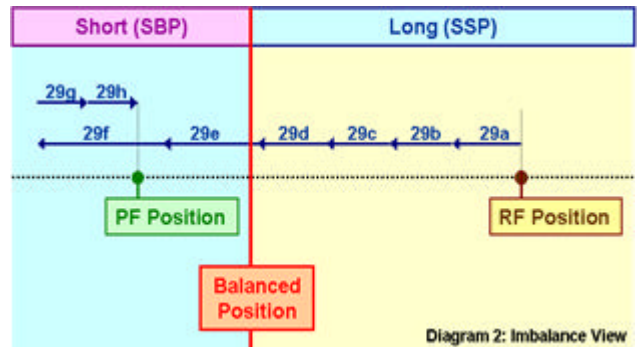 Short (SBP)
Long (SSP)
29g 29h
29f 29e 29d 29c 29b 29a
PF Position
RF Position
Balanced
Position
Diagram 2: Imbalance View